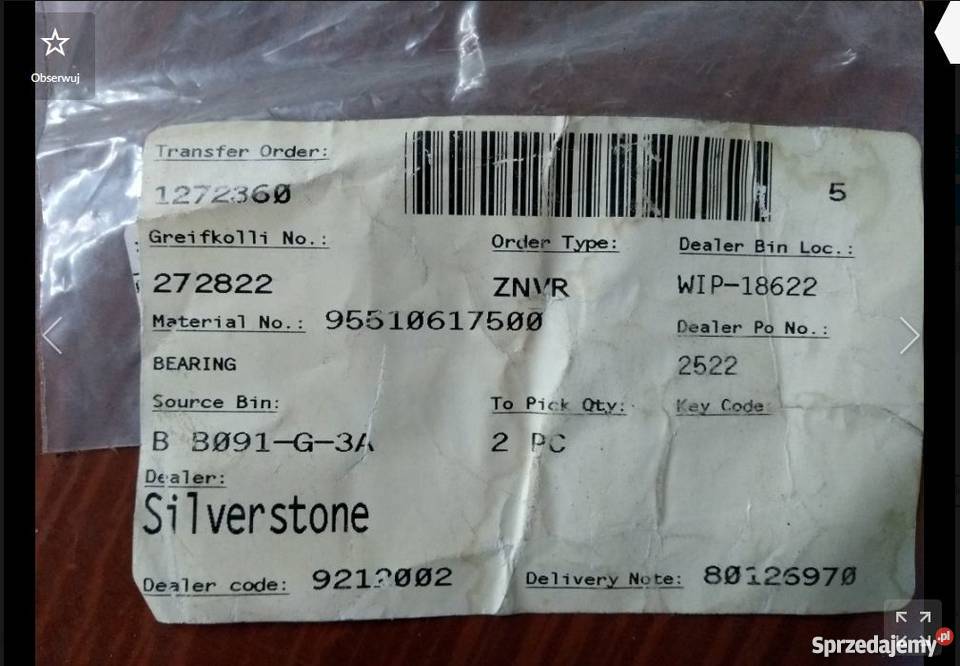 Obserwuj
Transfer Order:
1272360
5
Greifkolli No.:
Order Type:
Dealer Bin Loc.:
272822
ZNVR
WIP-18622
Material No.: 95510617500
Dealer Po No.:
BEARING
2522
Source Bin:
To Pick Qty:
Key Code:
B B091-G-3A
2 PC
Dealer:
Silverstone
Dealer code:
Delivery Note: 80126970
Sprzedajemy.pl